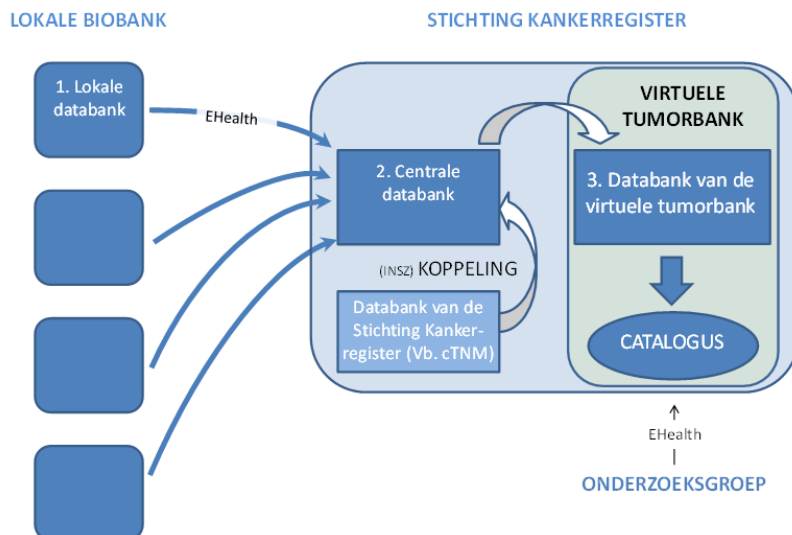 LOKALE BIOBANK
STICHTING KANKERREGISTER
1. Lokale
databank
EHealth
VIRTUELE
TUMORBANK
2. Centrale
databank
3. Databank van de
virtuele tumorbank
(INSZ) KOPPELING
Databank van de
Stichting Kanker-
register (Vb. cTNM)
CATALOGUS
EHealth
ONDERZOEKSGROEP